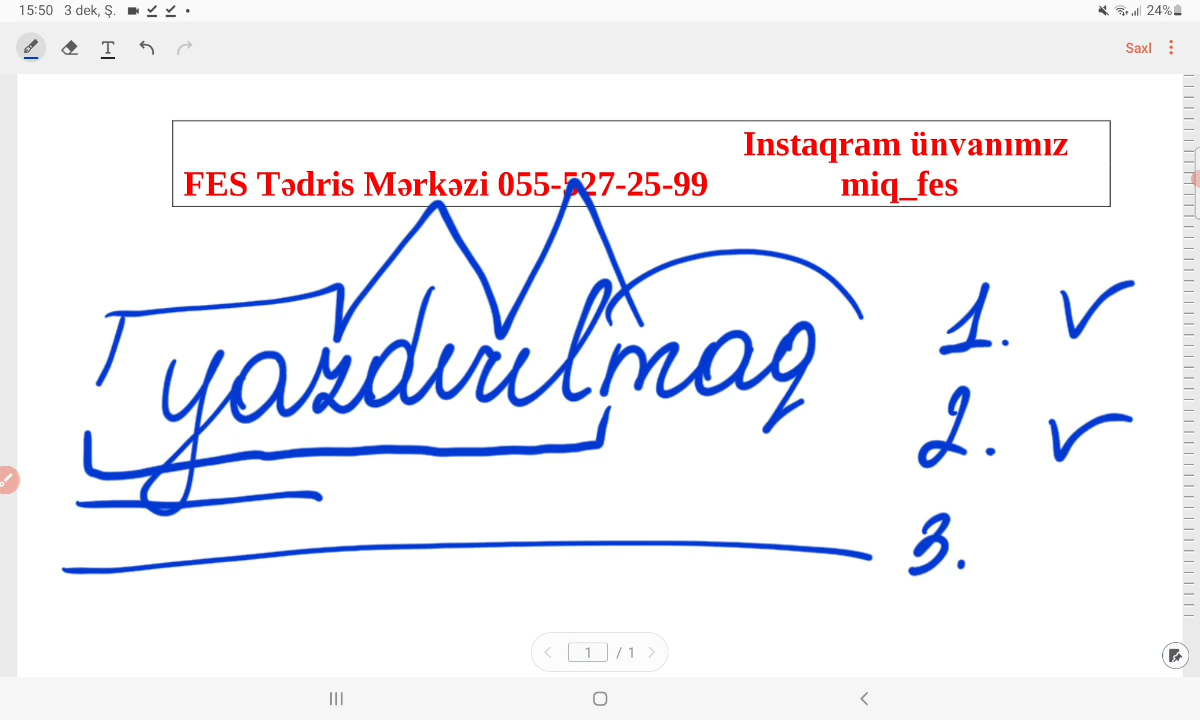 15:50 3 dek, Ş. 24%
T Saxl
Instaqram ünvanımız
FES Tədris Mərkəzi 055-527-25-99 miq_fes
yazdırılmaq
1. v
2. v
3.
1 / 1